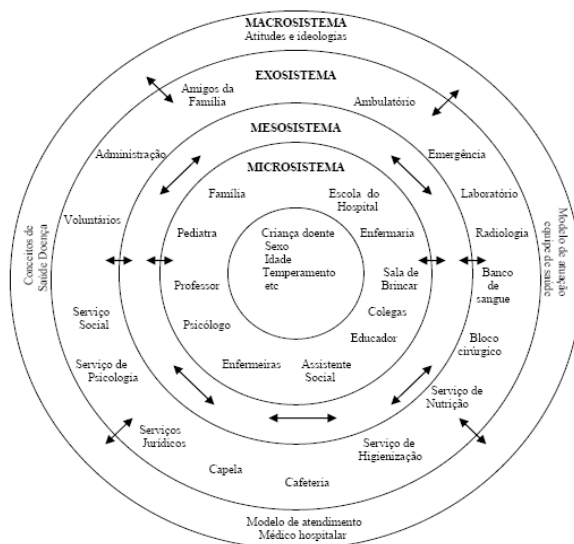 MACROSISTEMA
Atitudes e ideologias
EXOSISTEMA
Amigos da
Família
Ambulatório
MESOSISTEMA
Administração
Emergência
MICROSISTEMA
Família
Escola do
Hospital
Laboratório
Voluntários
Pediatra
Criança doente
Sexo
Idade
Temperamento
etc
Enfermaria
Radiologia
Conceitos de
Saúde Doença
Modelo de atuação
equipe de saúde
Professor
Sala de
Brincar
Banco
de
sangue
Serviço
Social
Psicólogo
Colegas
Educador
Bloco
cirúrgico
Serviço de
Psicologia
Enfermeiras
Assistente
Social
Serviço de
Nutrição
Serviços
Jurídicos
Serviço de
Higienização
Capela
Cafeteria
Modelo de atendimento
Médico hospitalar